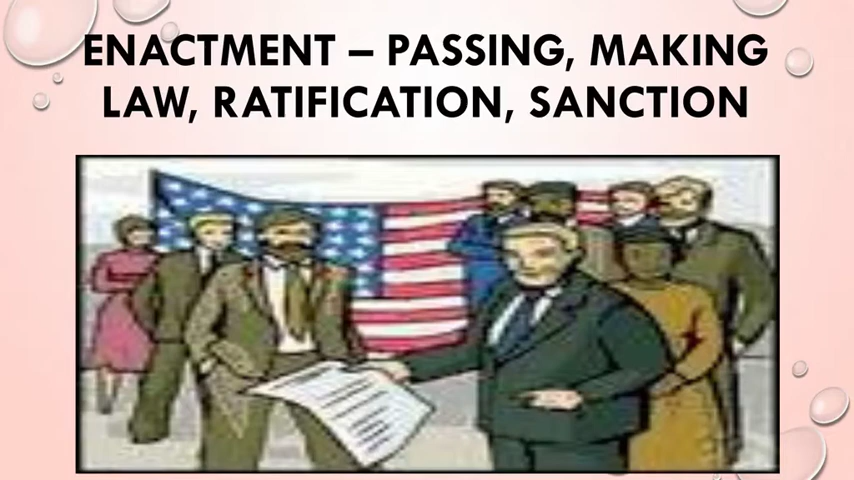 ENACTMENT – PASSING, MAKING
LAW, RATIFICATION, SANCTION